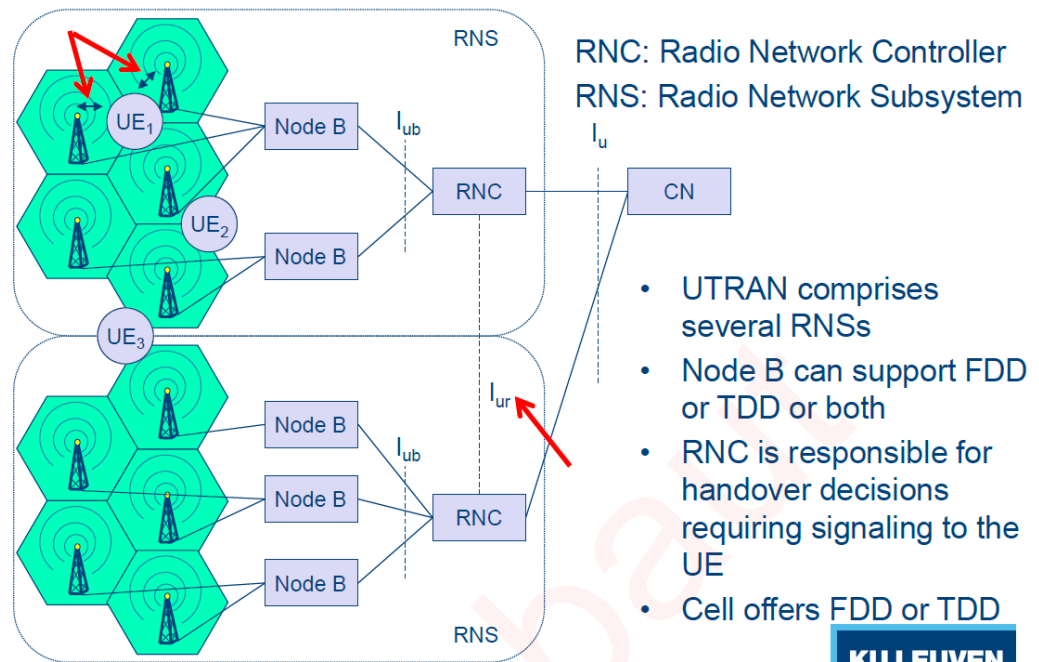 RNS
RNC: Radio Network Controller
RNS: Radio Network Subsystem
UE1
Node B
Iub
Iu
RNC
CN
UE2
Node B
UE3
• UTRAN comprises
several RNSs
• Node B can support FDD
or TDD or both
• RNC is responsible for
handover decisions
requiring signaling to the
UE
• Cell offers FDD or TDD
Iur
Node B
Iub
Node B
RNC
Node B
RNS
KU LEUVEN